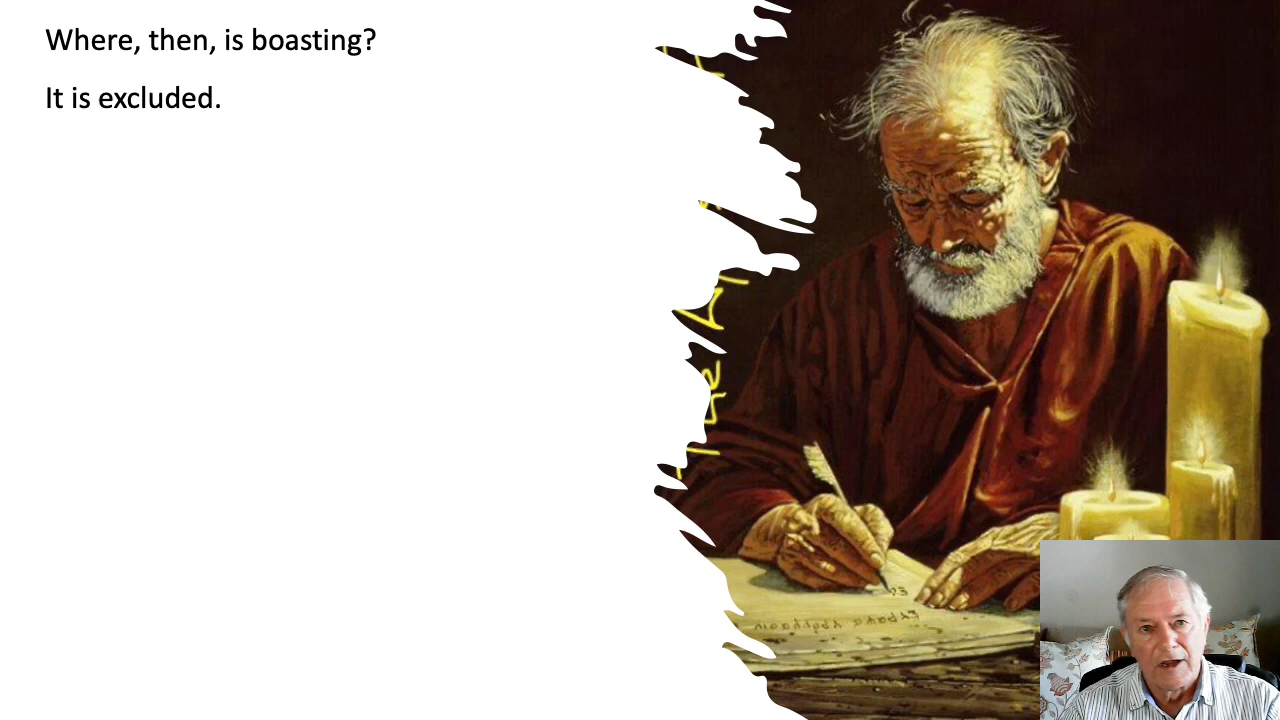 Where, then, is boasting?
It is excluded.